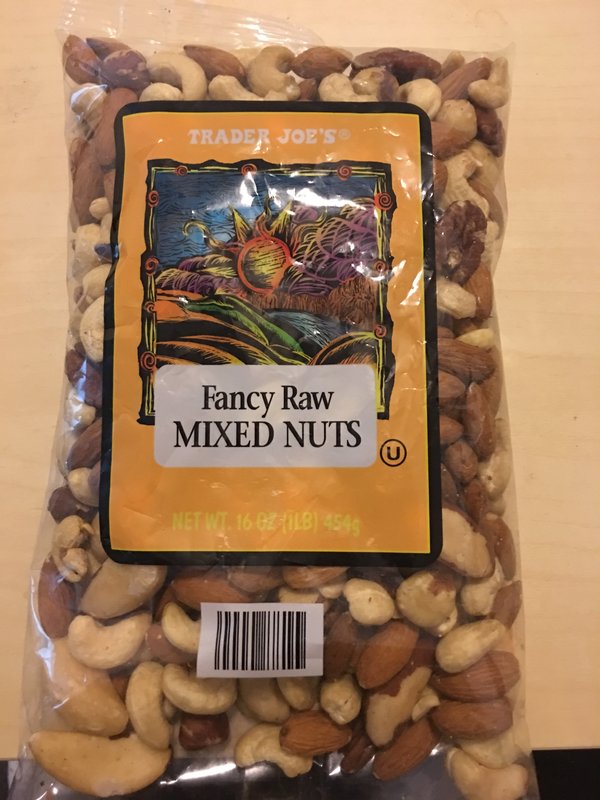 TRADER JOE'S®
Fancy Raw
MIXED NUTS
U
NET WT. 16 OZ (1LB) 454g